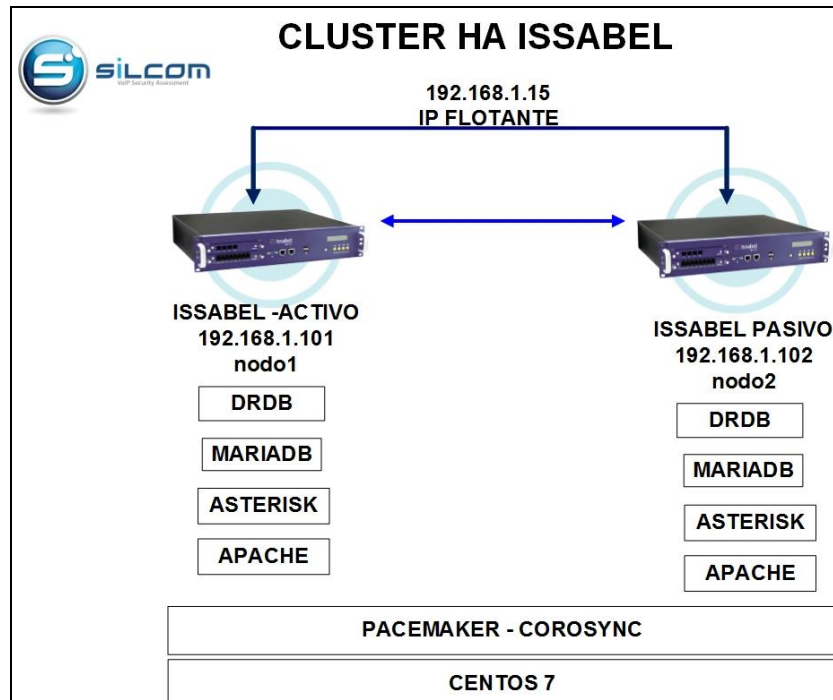 CLUSTER HA ISSABEL
SILCOM
VoIP Security Assessment
192.168.1.15
IP FLOTANTE
ISSABEL -ACTIVO
192.168.1.101
nodo1
DRDB
MARIADB
ASTERISK
APACHE
ISSABEL PASIVO
192.168.1.102
nodo2
DRDB
MARIADB
ASTERISK
APACHE
PACEMAKER - COROSYNC
CENTOS 7